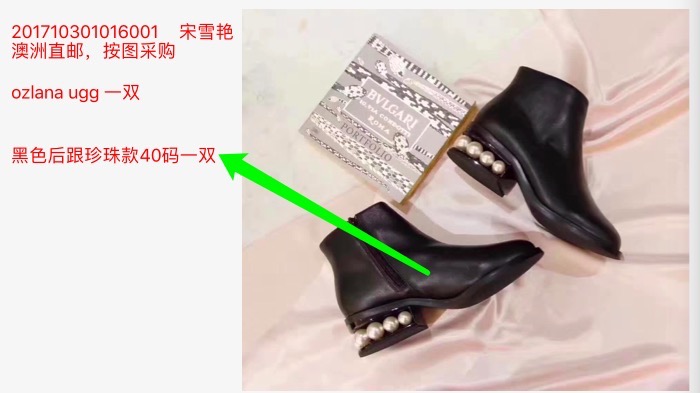 201710301016001 宋雪艳
澳洲直邮，按图采购
ozlana ugg 一双
黑色后跟珍珠款40码一双
BVLGARI
ROMA
PORTFOLIO